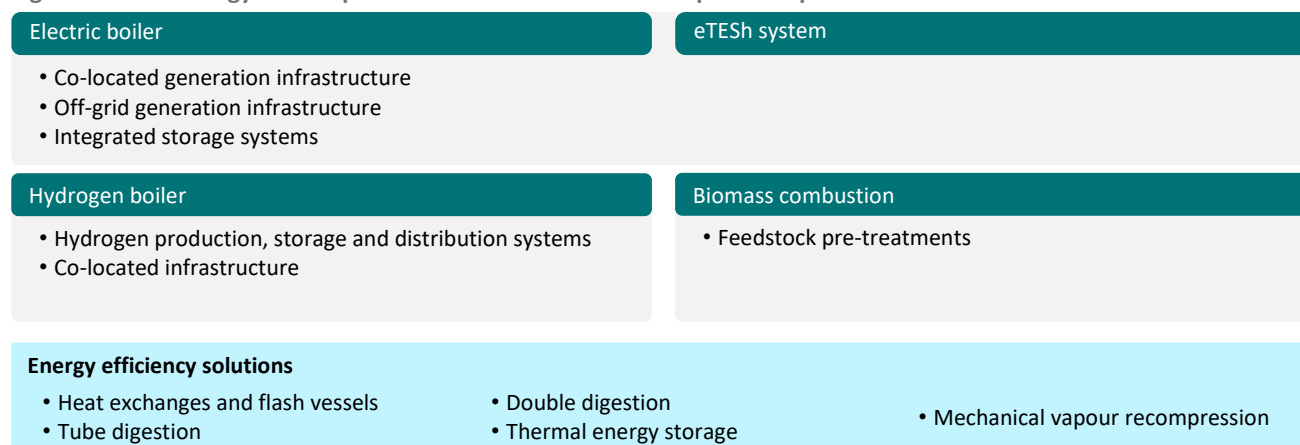 Electric boiler
• Co-located generation infrastructure
• Off-grid generation infrastructure
• Integrated storage systems
eTESh system
Hydrogen boiler
• Hydrogen production, storage and distribution systems
• Co-located infrastructure
Biomass combustion
• Feedstock pre-treatments
Energy efficiency solutions
• Heat exchanges and flash vessels
• Tube digestion
• Double digestion
• Thermal energy storage
• Mechanical vapour recompression